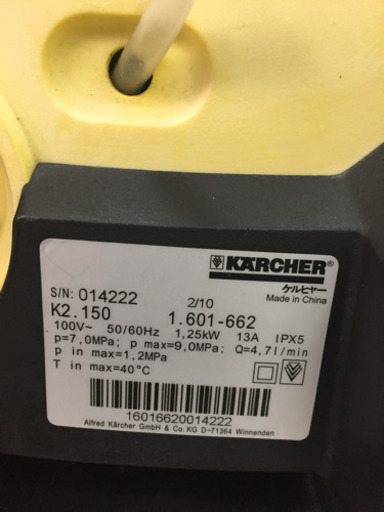 KÄRCHER
ケルヒャー
S/N: 014222 2/10 Made in China
K2.150 1.601-662
100V~ 50/60Hz 1,25kW 13A IPX5
p=7,0MPa; p max=9,0MPa; Q=4,7l/min
p in max=1,2MPa
T in max=40°C
16016620014222
Alfred Kärcher GmbH & Co. KG D-71364 Winnenden